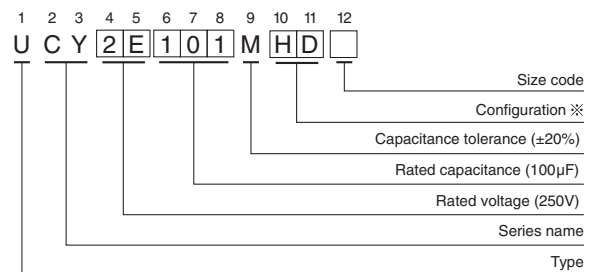 1 2 3 4 5 6 7 8 9 10 11 12
U C Y 2 E 1 0 1 M H D
Size code
Configuration ※
Capacitance tolerance (±20%)
Rated capacitance (100µF)
Rated voltage (250V)
Series name
Type